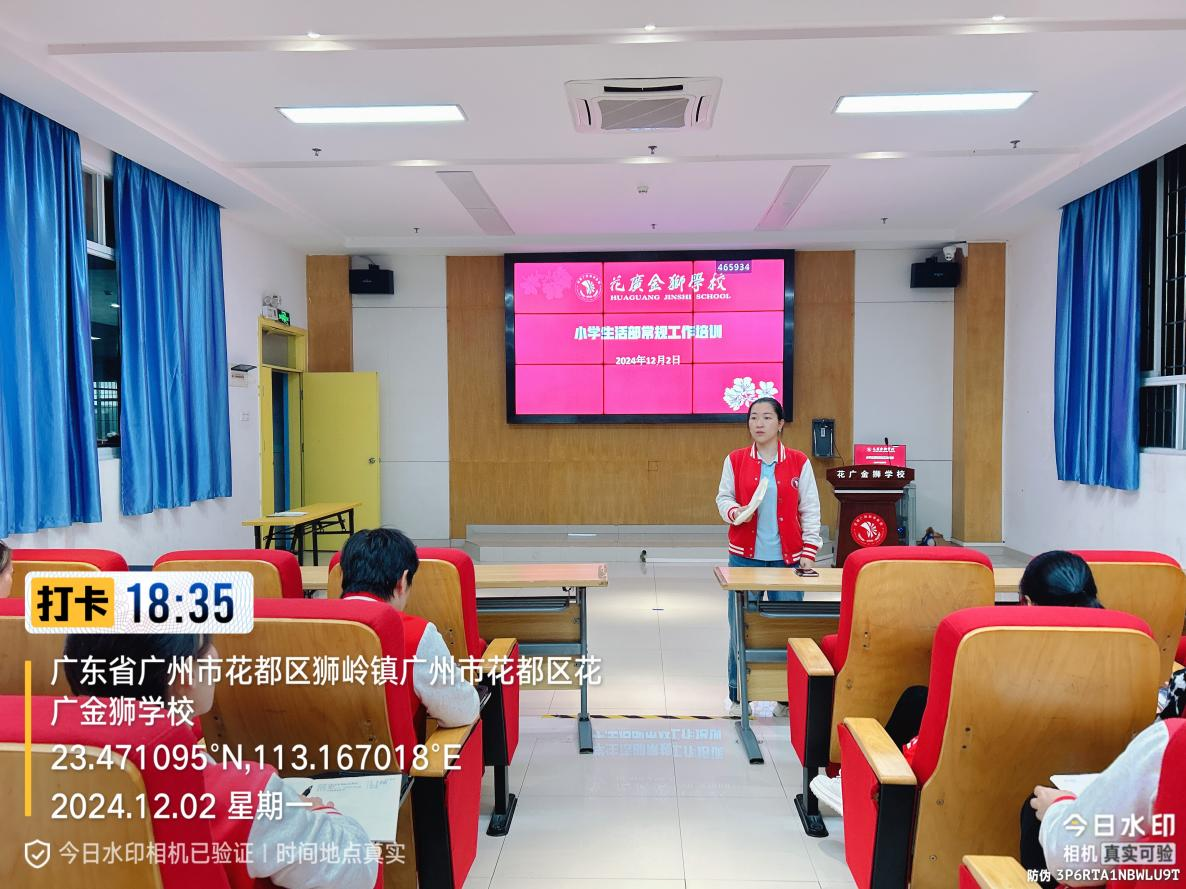 465934
花廣金獅學校
HUAGUANG JINSHI SCHOOL
小学生活部常规工作培训
2024年12月2日
花广金狮学校
打卡 18:35
广东省广州市花都区狮岭镇广州市花都区花
广金狮学校
23.471095°N,113.167018°E
2024.12.02 星期一
今日水印相机已验证 | 时间地点真实
今日水印
相机 真实可验
防伪 3P6RTA1NBWLU9T